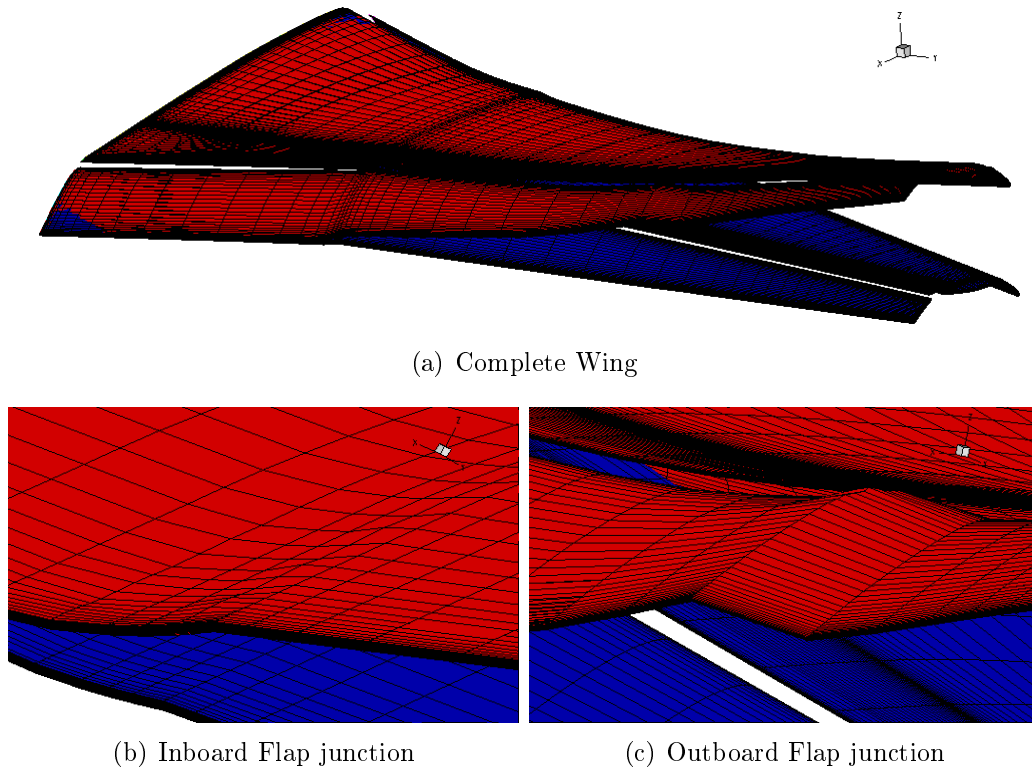 Z
X
Y
(a) Complete Wing
Z
X
Z
(b) Inboard Flap junction
(c) Outboard Flap junction